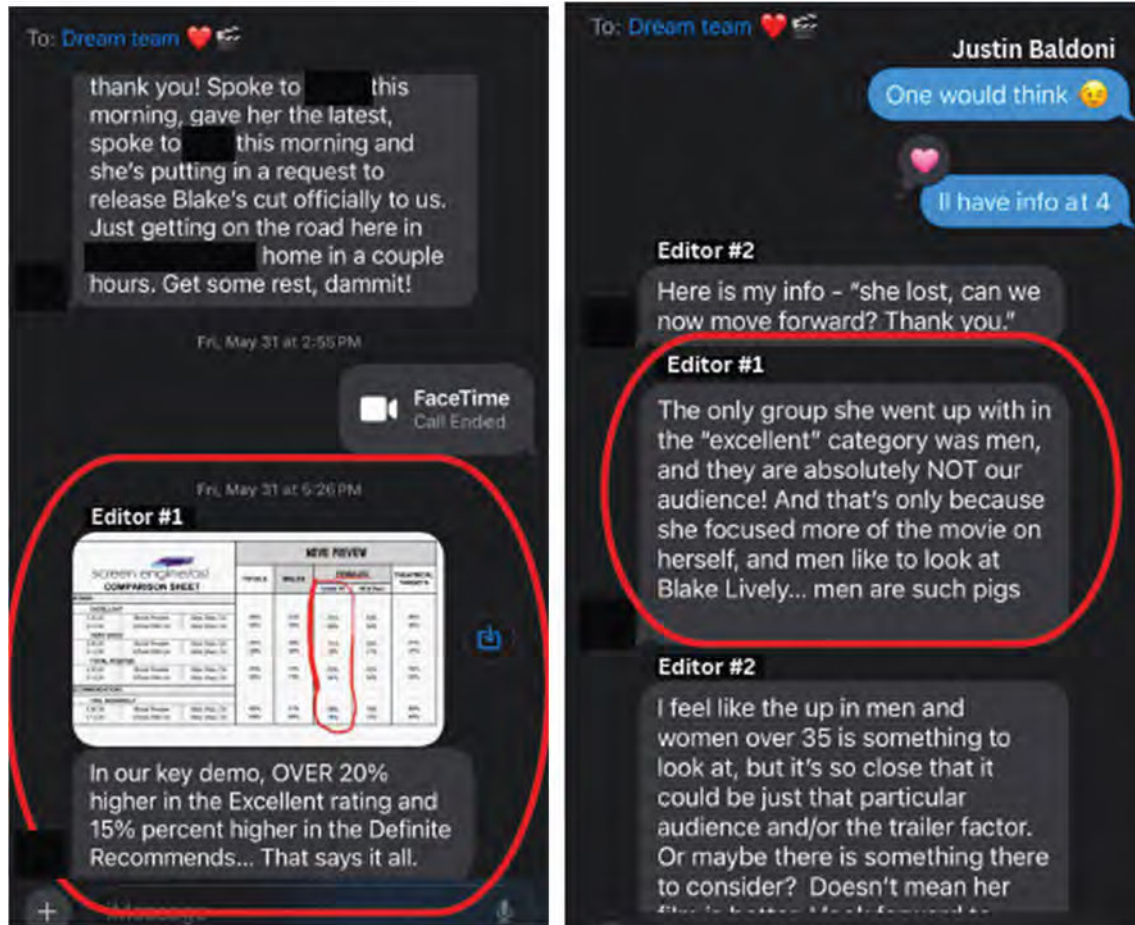 To: Dream team ❤️🎬
thank you! Spoke to this
morning, gave her the latest,
spoke to this morning and
she's putting in a request to
release Blake's cut officially to us.
Just getting on the road here in
home in a couple
hours. Get some rest, dammit!
Fri, May 31 at 2:55 PM
FaceTime
Call Ended
Fri, May 31 at 5:26 PM
Editor #1
screen engine/asi
COMPARISON SHEET
MOVIE PREVIEW
TOTALS
MALES
FEMALES
THEATRICAL
TARGETS
EXCELLENT
VERY GOOD
TOTAL POSITIVE
In our key demo, OVER 20%
higher in the Excellent rating and
15% percent higher in the Definite
Recommends... That says it all.
iMessage
To: Dream team ❤️🎬
Justin Baldoni
One would think 😉
Il have info at 4
Editor #2
Here is my info – "she lost, can we
now move forward? Thank you."
Editor #1
The only group she went up with in
the "excellent" category was men,
and they are absolutely NOT our
audience! And that's only because
she focused more of the movie on
herself, and men like to look at
Blake Lively... men are such pigs
Editor #2
I feel like the up in men and
women over 35 is something to
look at, but it's so close that it
could be just that particular
audience and/or the trailer factor.
Or maybe there is something there
to consider? Doesn't mean her